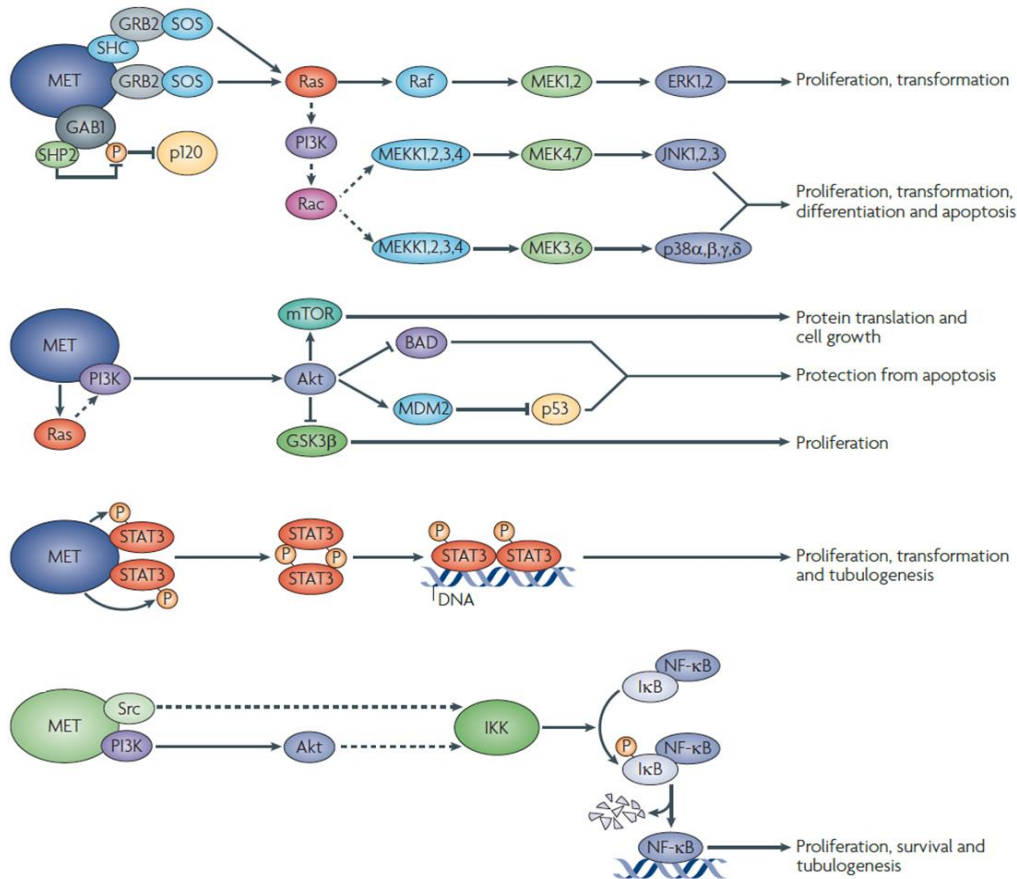 GRB2 SOS
SHC
MET
GRB2 SOS
Ras
Raf
MEK1,2
ERK1,2
Proliferation, transformation
GAB1
SHP2
P
p120
PI3K
MEKK1,2,3,4
MEK4,7
JNK1,2,3
Rac
Proliferation, transformation,
differentiation and apoptosis
MEKK1,2,3,4
MEK3,6
p38α,β,γ,δ
mTOR
Protein translation and
cell growth
MET
BAD
PI3K
Akt
Protection from apoptosis
MDM2
p53
Ras
GSK3β
Proliferation
P
STAT3
MET
STAT3
P
STAT3
P
P
STAT3
P
P
STAT3
STAT3
DNA
Proliferation, transformation
and tubulogenesis
NF-κB
IκB
Src
MET
IKK
PI3K
Akt
P
NF-κB
IκB
NF-κB
Proliferation, survival and
tubulogenesis